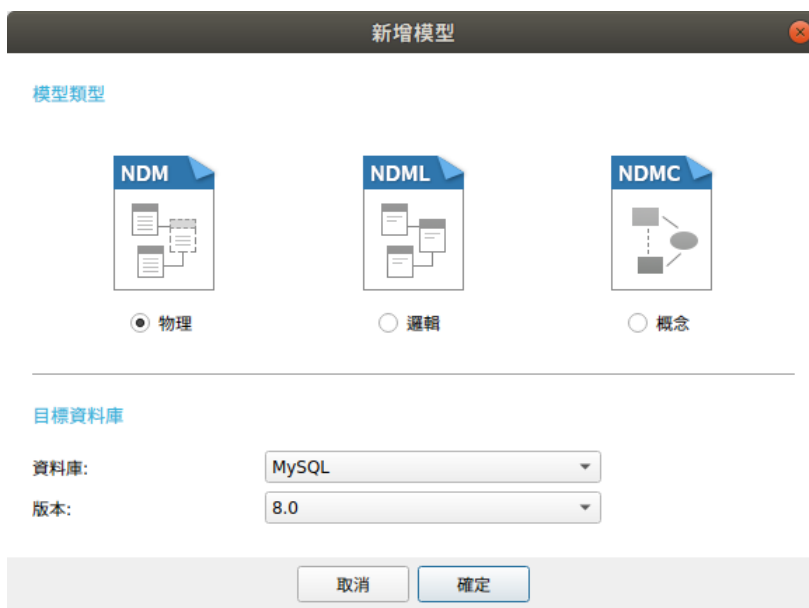 新增模型
模型類型
NDM NDML NDMC
物理 邏輯 概念
目標資料庫
資料庫: MySQL
版本: 8.0
取消 確定